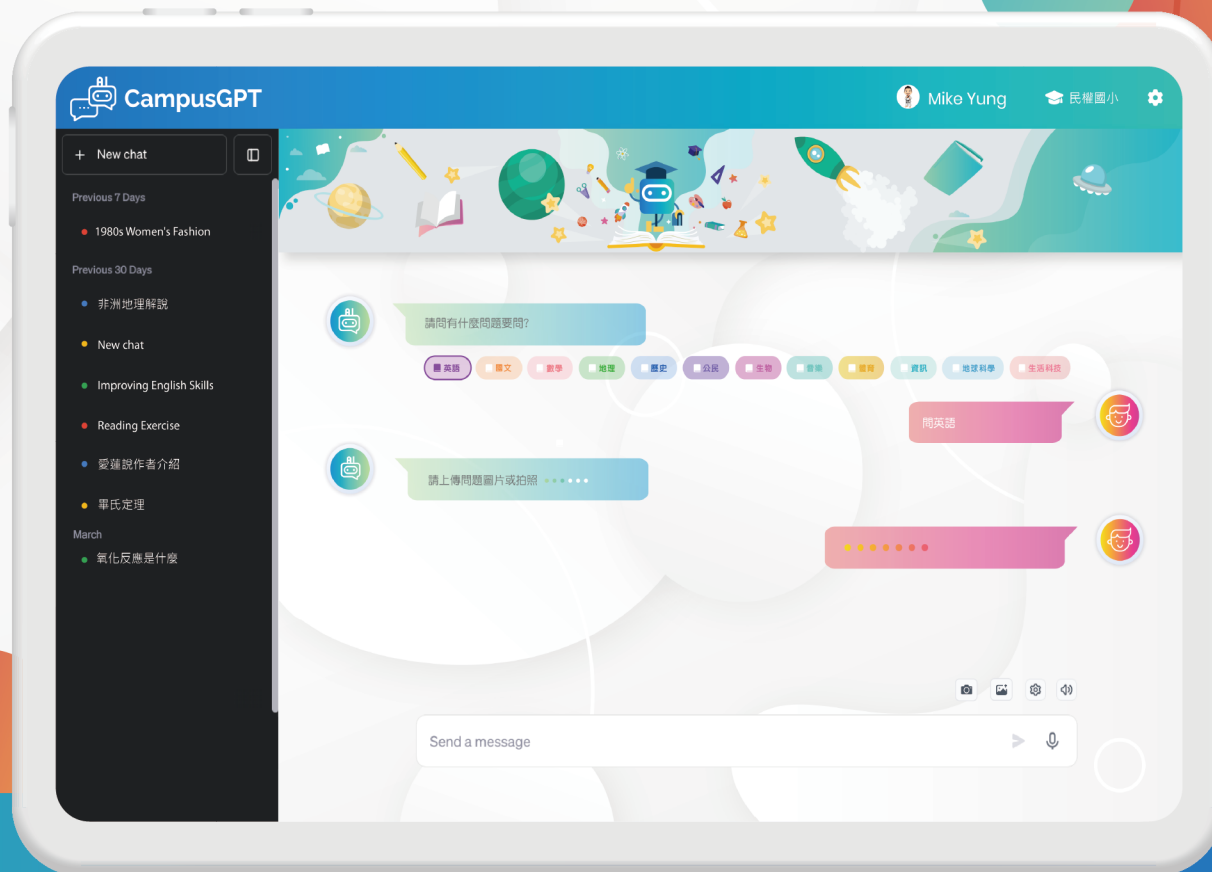 AI
CampusGPT
Mike Yung
民權國小
+ New chat
Previous 7 Days
1980s Women's Fashion
Previous 30 Days
非洲地理解說
New chat
Improving English Skills
Reading Exercise
愛蓮說作者介紹
畢氏定理
March
氧化反應是什麼
AI
請問有什麼問題要問?
英語 國文 數學 地理 歷史 公民 生物 音樂 體育 資訊 地球科學 生活科技
問英語
AI
請上傳問題圖片或拍照
Send a message